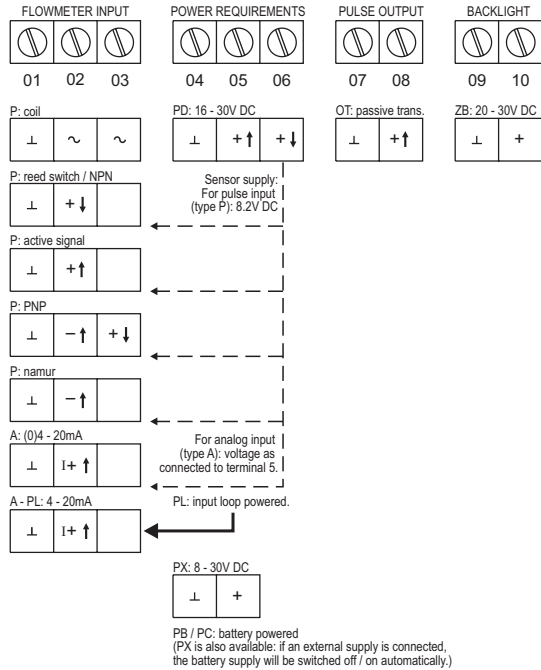 FLOWMETER INPUT POWER REQUIREMENTS PULSE OUTPUT BACKLIGHT
01 02 03 04 05 06 07 08 09 10
P: coil PD: 16 - 30V DC OT: passive trans. ZB: 20 - 30V DC
⊥ ~ ~ ⊥ +↑ +↓ ⊥ +↑ ⊥ +
P: reed switch / NPN
⊥ +↓
Sensor supply:
For pulse input
(type P): 8.2V DC
P: active signal
⊥ +↑
P: PNP
⊥ −↑ +↓
P: namur
⊥ −↑
A: (0)4 - 20mA
⊥ I+ ↑
For analog input
(type A): voltage as
connected to terminal 5.
A - PL: 4 - 20mA PL: input loop powered.
⊥ I+ ↑
PX: 8 - 30V DC
⊥ +
PB / PC: battery powered
(PX is also available: if an external supply is connected,
the battery supply will be switched off / on automatically.)